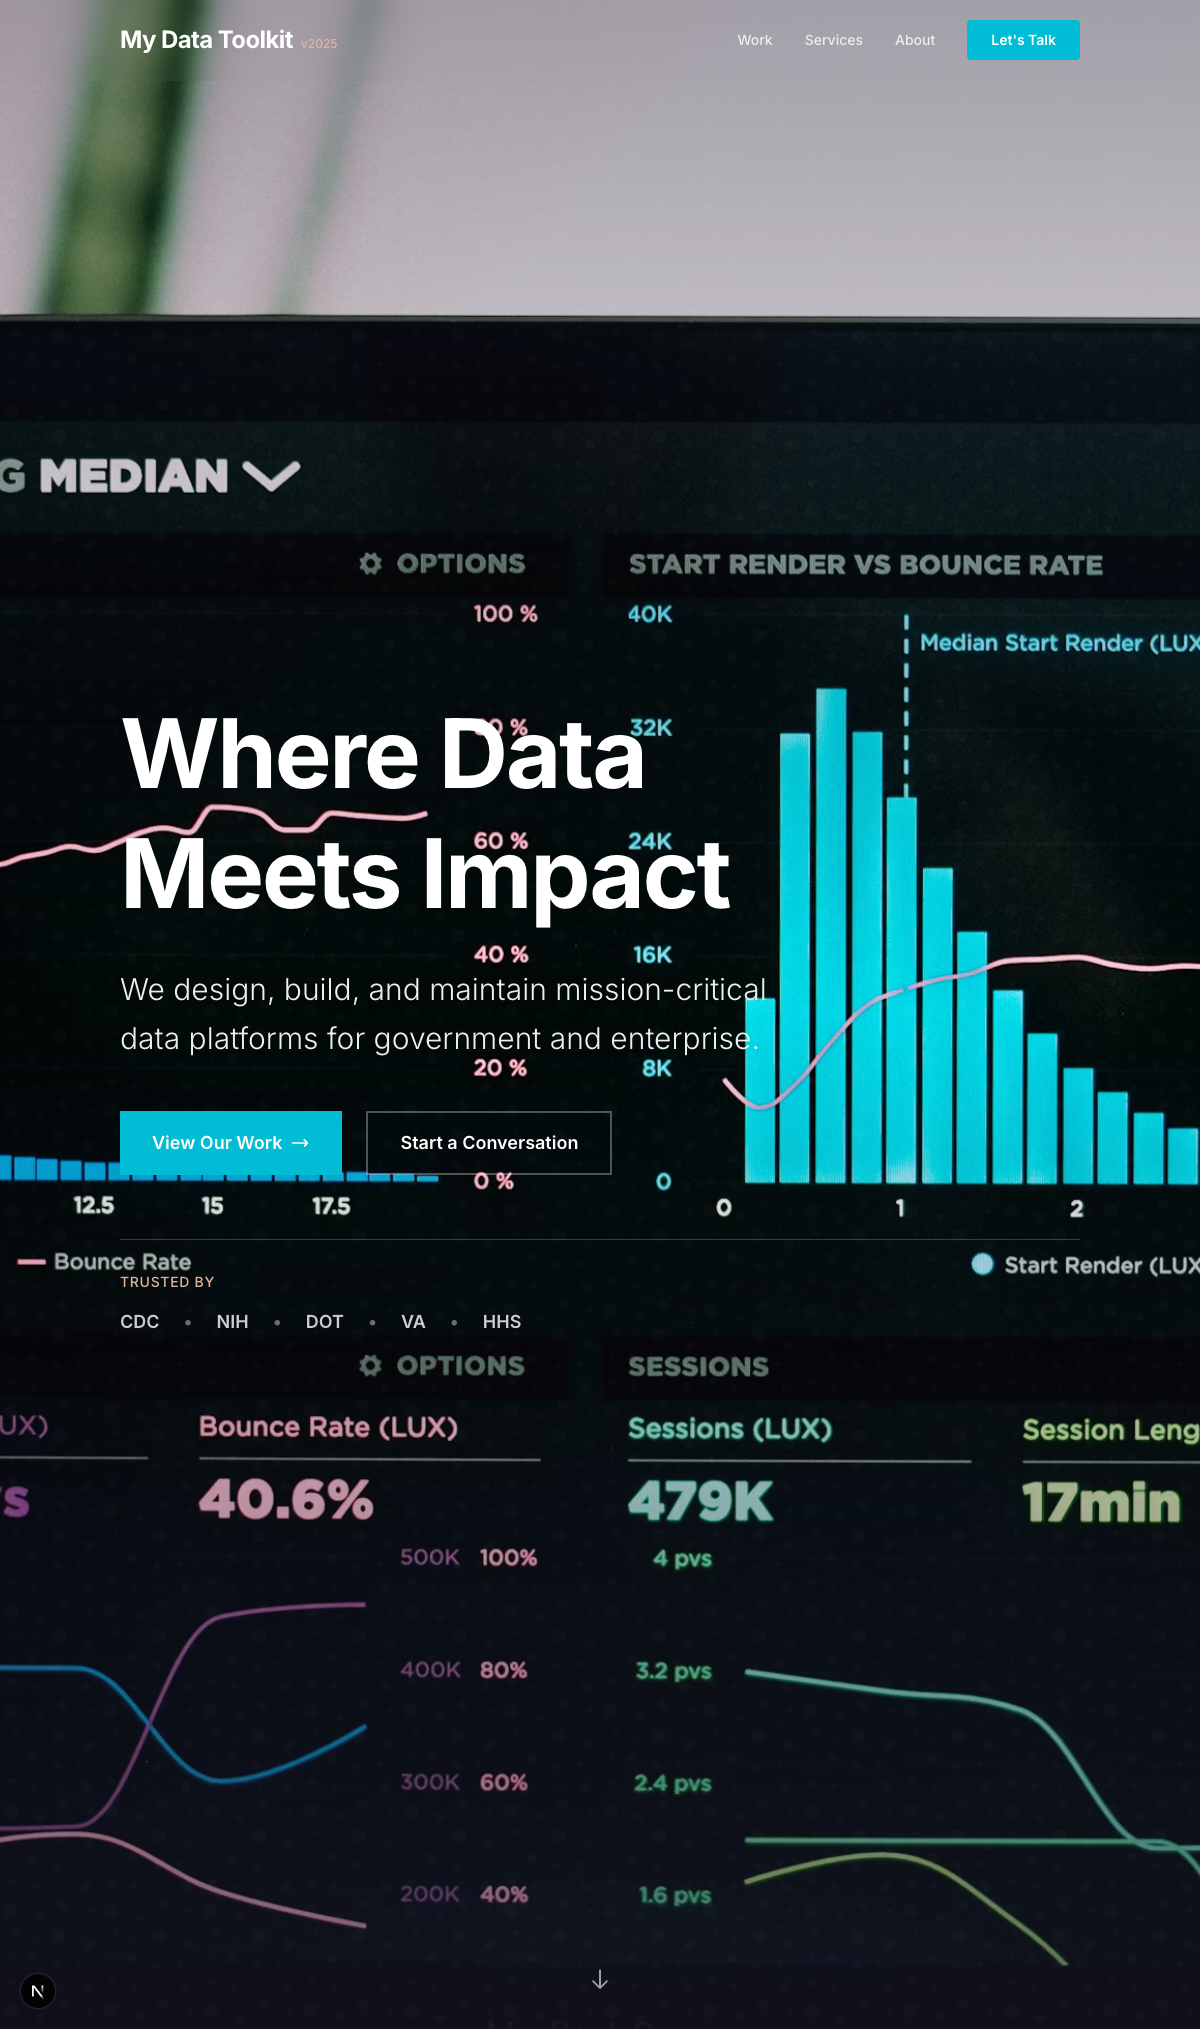 My Data Toolkit v2025
Work Services About Let's Talk
G MEDIAN
OPTIONS
START RENDER VS BOUNCE RATE
100 %
40K
Median Start Render (LUX
Where Data
32K
60 %
24K
Meets Impact
40 %
16K
We design, build, and maintain mission-critical
data platforms for government and enterprise.
20 %
8K
View Our Work →
Start a Conversation
0 %
0
12.5 15 17.5
0 1 2
Bounce Rate
Start Render (LUX
TRUSTED BY
CDC • NIH • DOT • VA • HHS
OPTIONS
SESSIONS
UX)
Bounce Rate (LUX)
Sessions (LUX)
Session Leng
s
40.6%
479K
17min
500K 100%
4 pvs
400K 80%
3.2 pvs
300K 60%
2.4 pvs
200K 40%
1.6 pvs
N